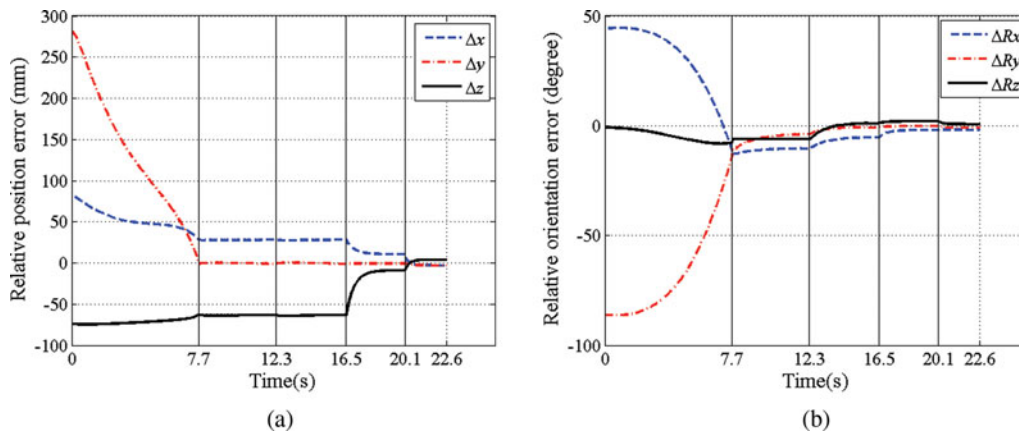 Relative position error (mm)
300
250
200
150
100
50
0
-50
-100
Δx
Δy
Δz
0 7.7 12.3 16.5 20.1 22.6
Time(s)
(a)
Relative orientation error (degree)
50
0
-50
-100
ΔRx
ΔRy
ΔRz
0 7.7 12.3 16.5 20.1 22.6
Time(s)
(b)